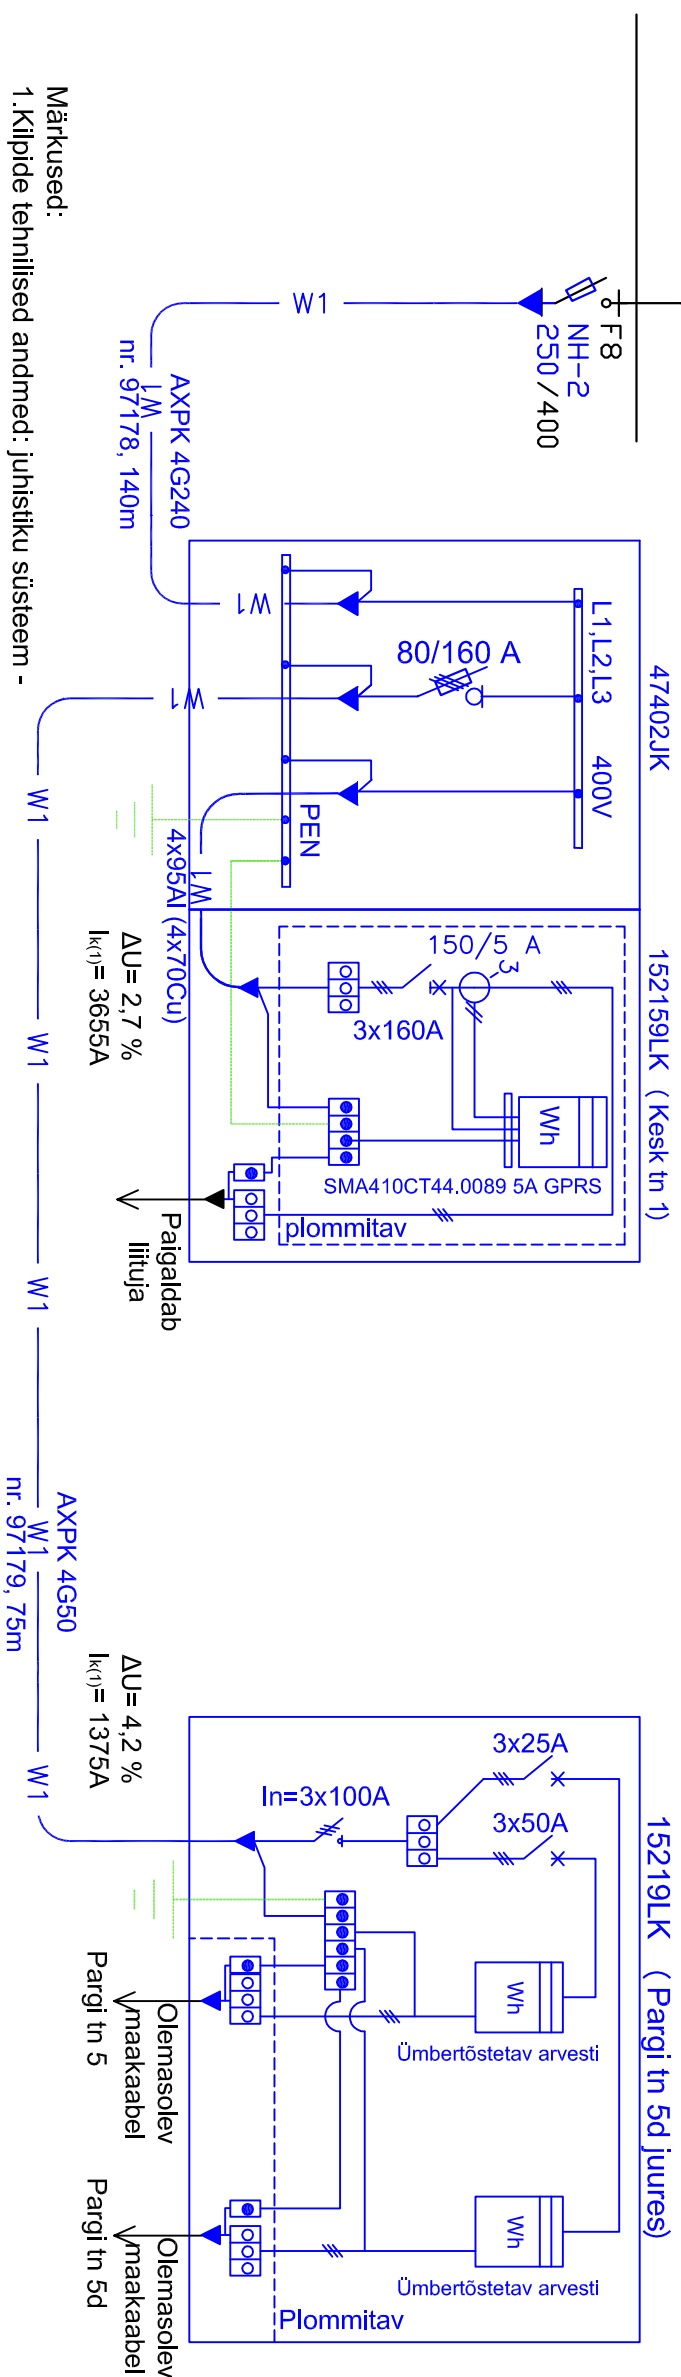 F8
NH-2
250/400
W1
AXPK 4G240
W1
nr. 97178, 140m
47402JK
L1,L2,L3 400V
80/160 A
W1
W1
PEN
W1
4x95Al (4x70Cu)
152159LK (Kesk tn 1)
150/5 A
3
3x160A
Wh
SMA410CT44.0089 5A GPRS
plommitav
ΔU= 2,7 %
Ik(1)= 3655A
Paigaldab
liituja
W1
W1
W1
AXPK 4G50
W1
nr. 97179, 75m
W1
ΔU= 4,2 %
Ik(1)= 1375A
15219LK (Pargi tn 5d juures)
3x25A
3x50A
In=3x100A
Wh
Ümbertõstetav arvesti
Wh
Ümbertõstetav arvesti
Plommitav
Olemasolev
maakaabel
Pargi tn 5
Olemasolev
maakaabel
Pargi tn 5d
Märkused:
1.Kilpide tehnilised andmed: juhistiku süsteem -